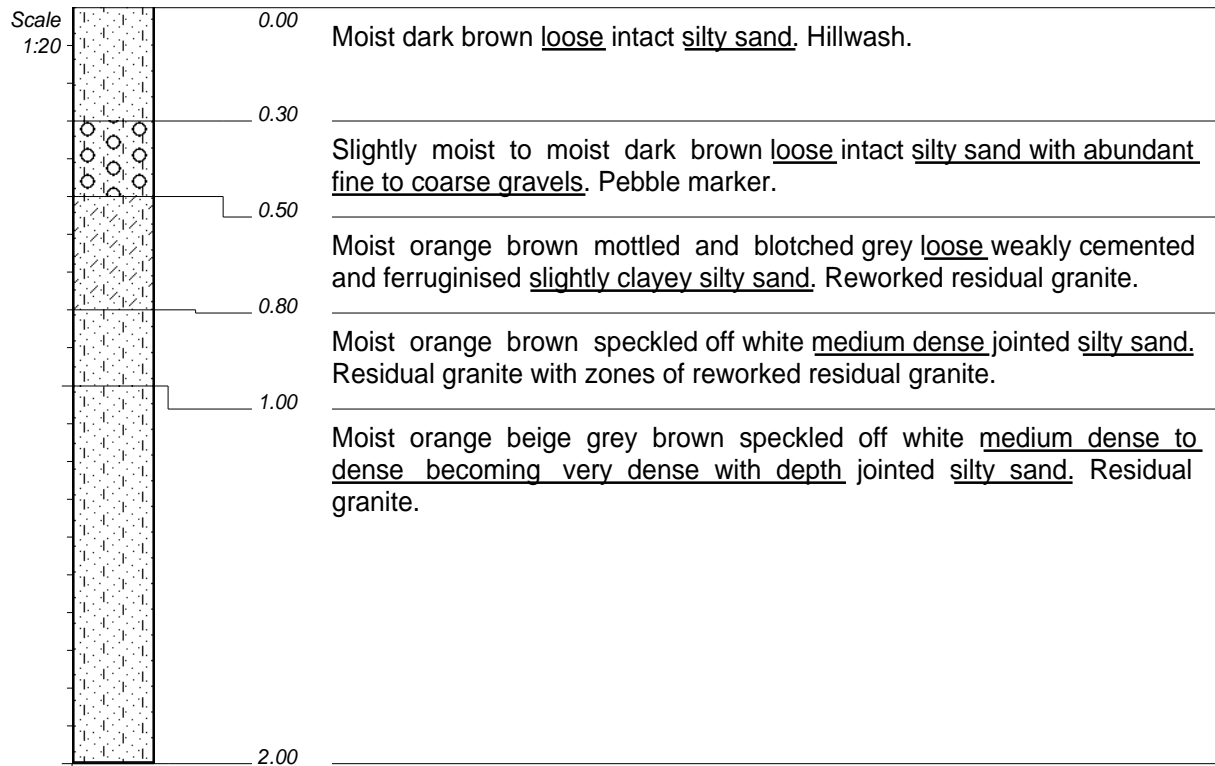 Scale
1:20
0.00
Moist dark brown loose intact silty sand. Hillwash.
0.30
Slightly moist to moist dark brown loose intact silty sand with abundant
fine to coarse gravels. Pebble marker.
0.50
Moist orange brown mottled and blotched grey loose weakly cemented
and ferruginised slightly clayey silty sand. Reworked residual granite.
0.80
Moist orange brown speckled off white medium dense jointed silty sand.
Residual granite with zones of reworked residual granite.
1.00
Moist orange beige grey brown speckled off white medium dense to
dense becoming very dense with depth jointed silty sand. Residual
granite.
2.00